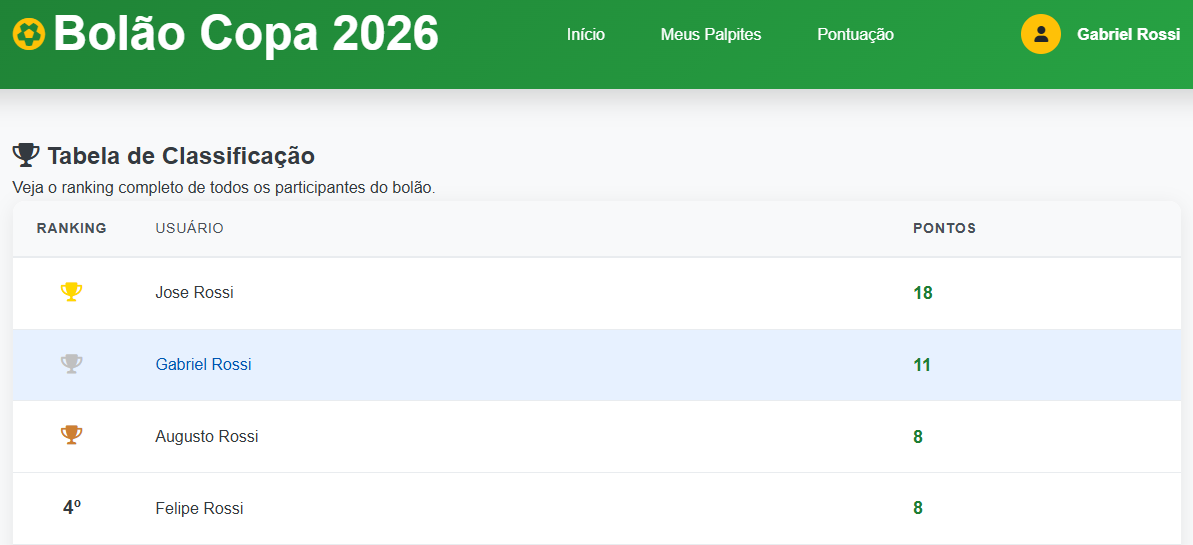 Bolão Copa 2026 Início Meus Palpites Pontuação Gabriel Rossi
Tabela de Classificação
Veja o ranking completo de todos os participantes do bolão.
RANKING USUÁRIO PONTOS
Jose Rossi 18
Gabriel Rossi 11
Augusto Rossi 8
4º Felipe Rossi 8